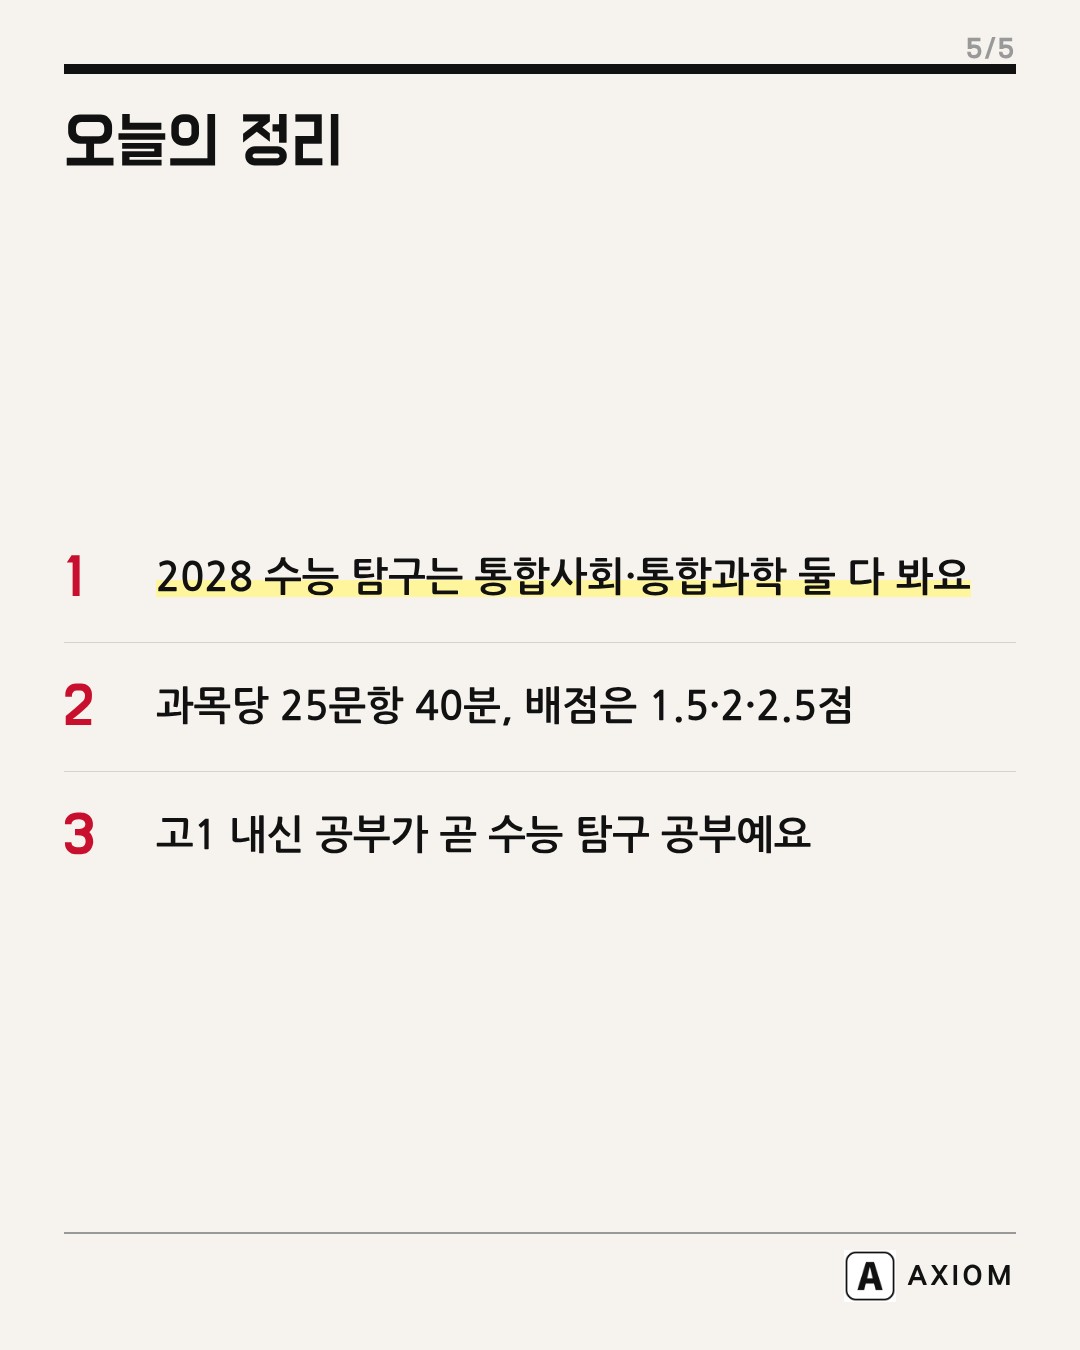 5/5
오늘의 정리
1 2028 수능 탐구는 통합사회·통합과학 둘 다 봐요
2 과목당 25문항 40분, 배점은 1.5·2·2.5점
3 고1 내신 공부가 곧 수능 탐구 공부예요
A AXIOM